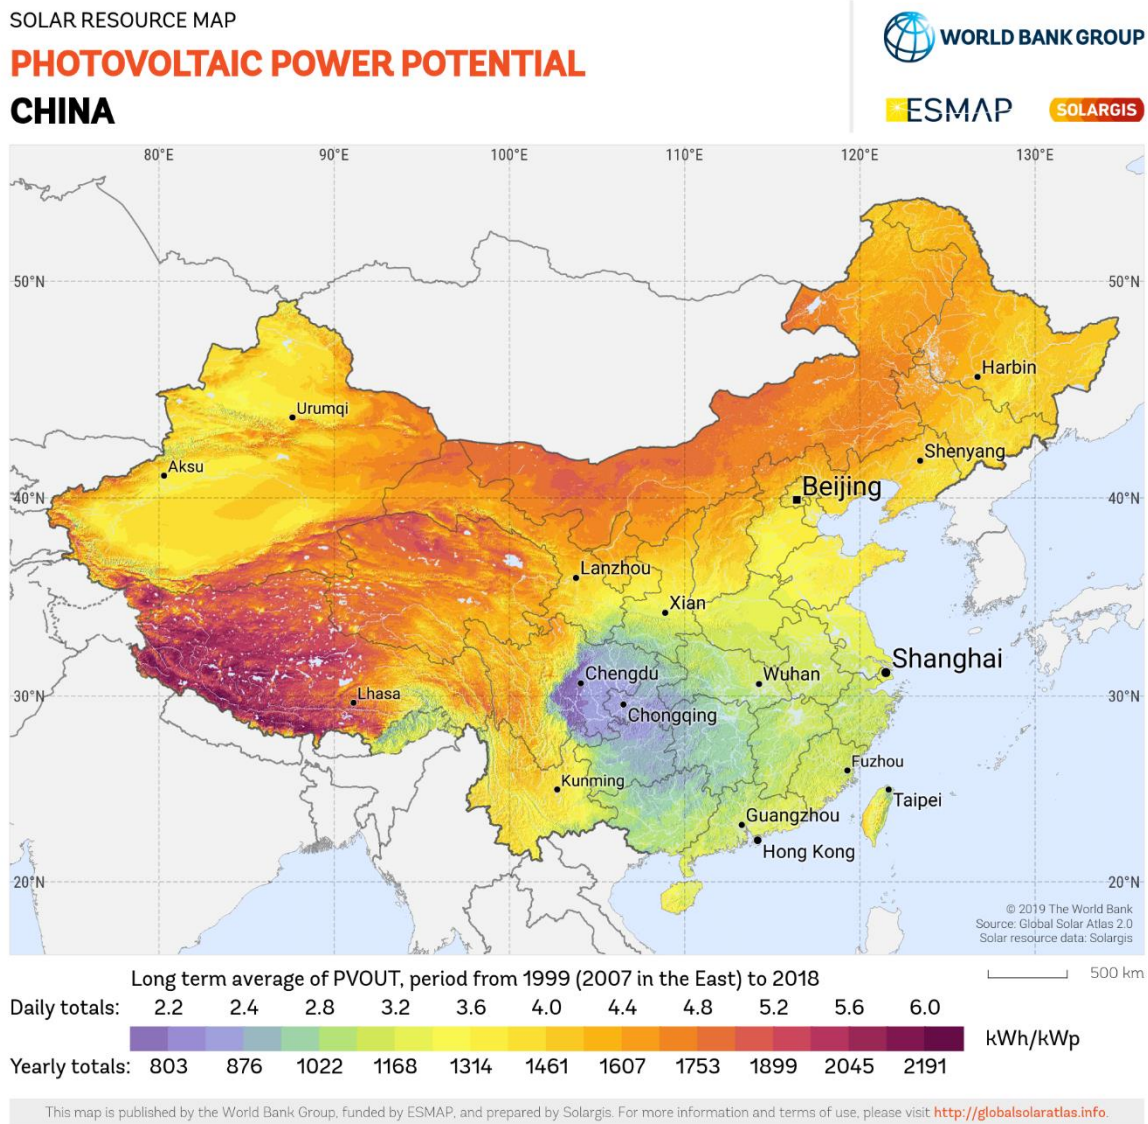 SOLAR RESOURCE MAP
PHOTOVOLTAIC POWER POTENTIAL
CHINA
WORLD BANK GROUP
ESMAP
SOLARGIS
80°E 90°E 100°E 110°E 120°E 130°E
50°N 50°N
Harbin
Urumqi
Shenyang
Aksu
Beijing
40°N 40°N
Lanzhou
Xian
Shanghai
Chengdu
Wuhan
Lhasa
30°N 30°N
Chongqing
Fuzhou
Kunming
Taipei
Guangzhou
Hong Kong
20°N 20°N
© 2019 The World Bank
Source: Global Solar Atlas 2.0
Solar resource data: Solargis
Long term average of PVOUT, period from 1999 (2007 in the East) to 2018
500 km
Daily totals: 2.2 2.4 2.8 3.2 3.6 4.0 4.4 4.8 5.2 5.6 6.0
kWh/kWp
Yearly totals: 803 876 1022 1168 1314 1461 1607 1753 1899 2045 2191
This map is published by the World Bank Group, funded by ESMAP, and prepared by Solargis. For more information and terms of use, please visit http://globalsolaratlas.info.